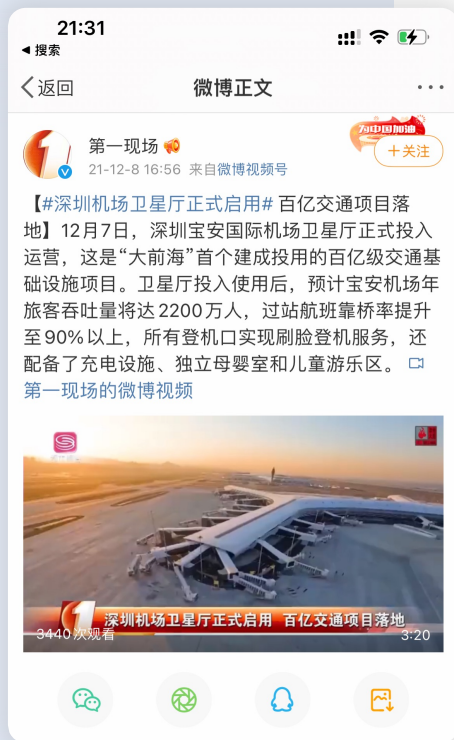 21:31
◀ 搜索
返回
微博正文
第一现场
为中国加油
+关注
21-12-8 16:56 来自微博视频号
【#深圳机场卫星厅正式启用# 百亿交通项目落
地】12月7日，深圳宝安国际机场卫星厅正式投入
运营，这是“大前海”首个建成投用的百亿级交通基
础设施项目。卫星厅投入使用后，预计宝安机场年
旅客吞吐量将达2200万人，过站航班靠桥率提升
至90%以上，所有登机口实现刷脸登机服务，还
配备了充电设施、独立母婴室和儿童游乐区。
第一现场的微博视频
1 深圳机场卫星厅正式启用 百亿交通项目落地
3440次观看
3:20